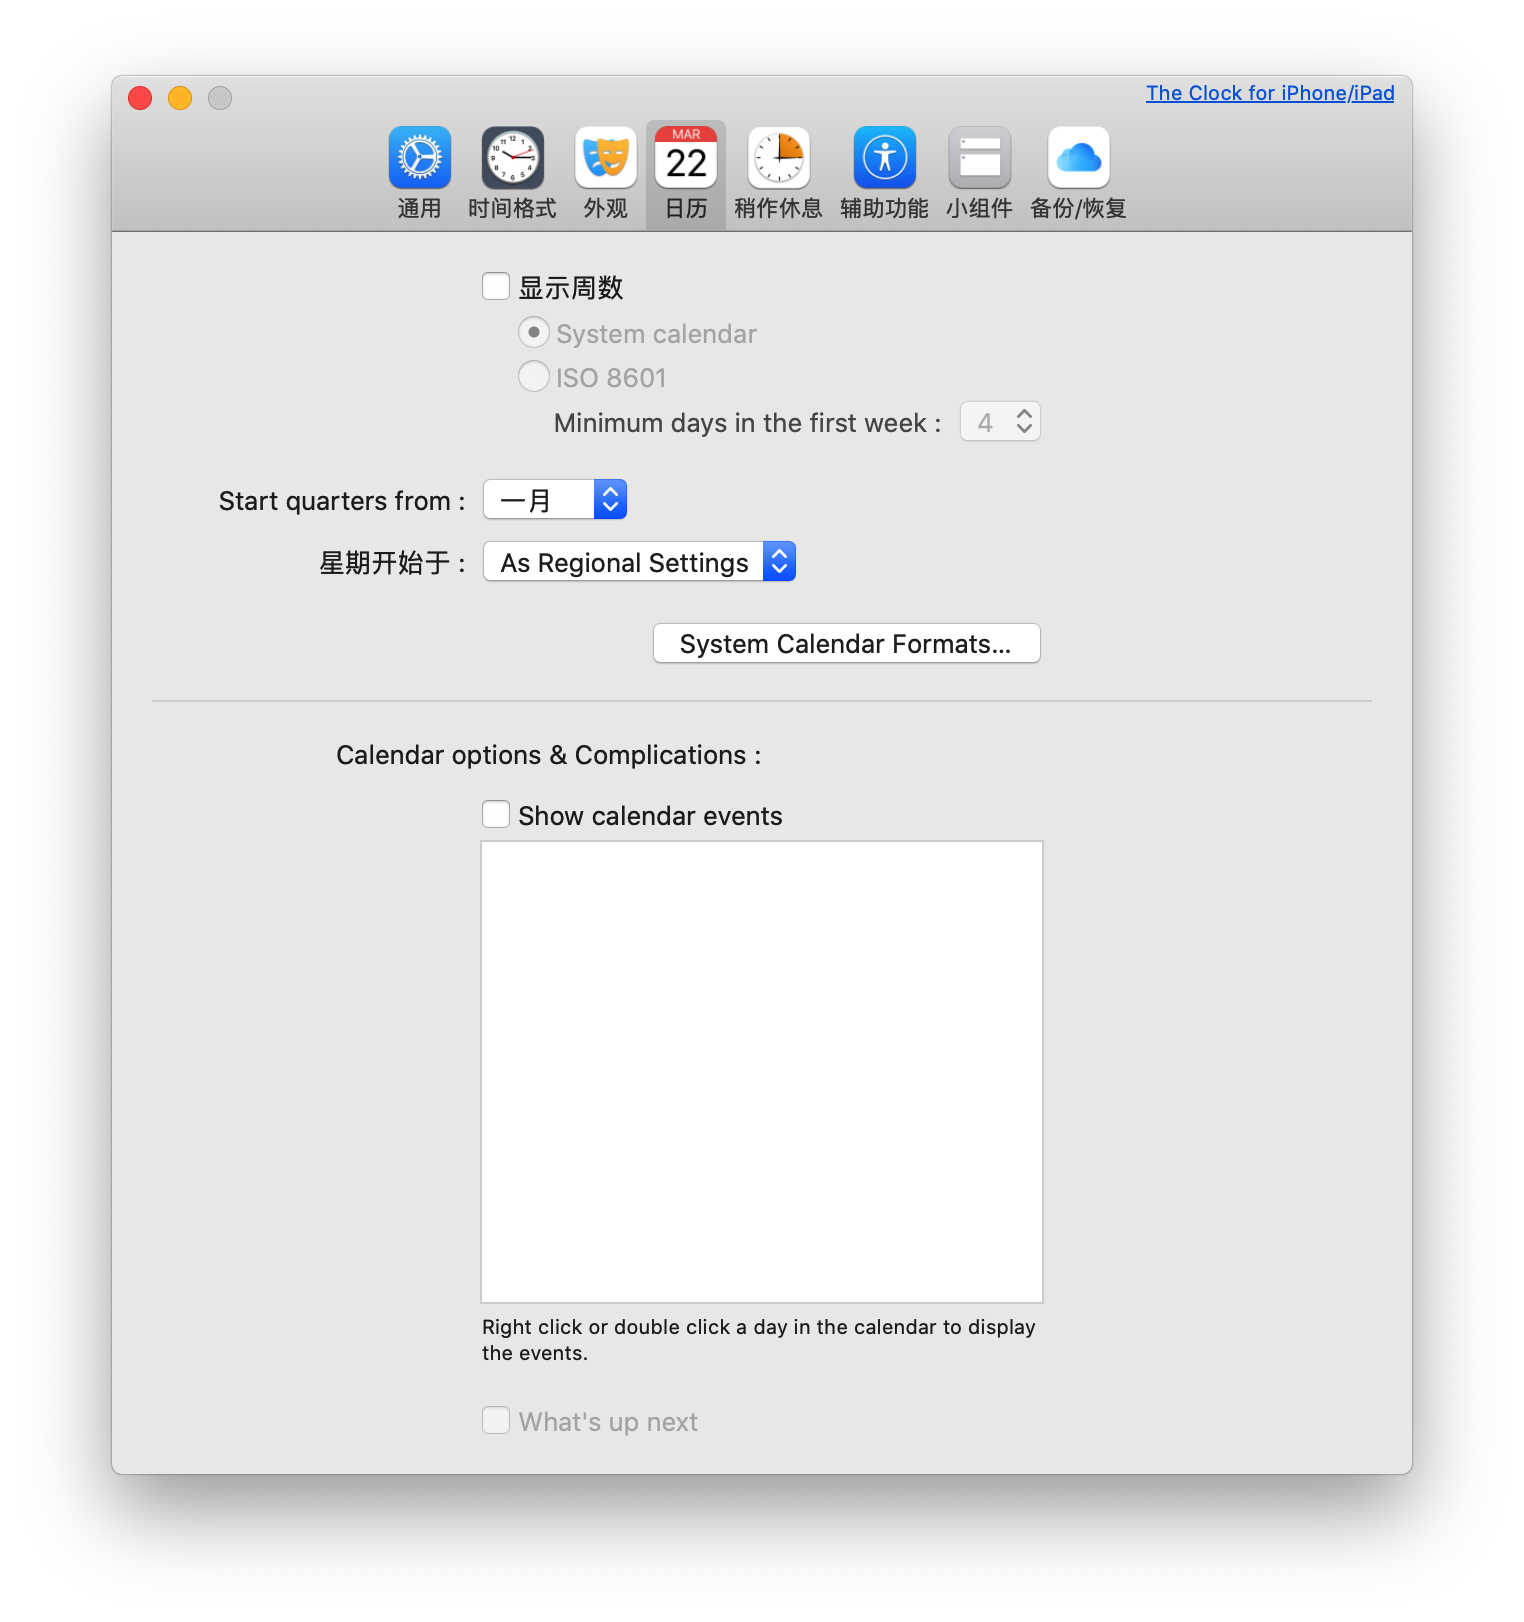 The Clock for iPhone/iPad
MAR
22
通用 时间格式 外观 日历 稍作休息 辅助功能 小组件 备份/恢复
显示周数
System calendar
ISO 8601
Minimum days in the first week : 4
Start quarters from : 一月
星期开始于 : As Regional Settings
System Calendar Formats...
Calendar options & Complications :
Show calendar events
Right click or double click a day in the calendar to display
the events.
What's up next